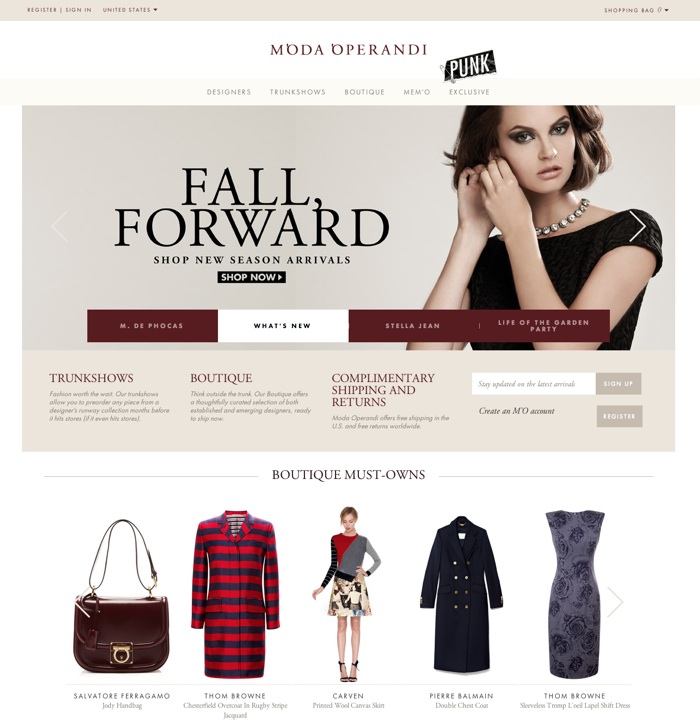 REGISTER | SIGN IN UNITED STATES
SHOPPING BAG 0
MODA OPERANDI
PUNK
DESIGNERS TRUNKSHOWS BOUTIQUE MEM'O EXCLUSIVE
FALL,
FORWARD
SHOP NEW SEASON ARRIVALS
SHOP NOW
M. DE PHOCAS WHAT'S NEW STELLA JEAN LIFE OF THE GARDEN
PARTY
TRUNKSHOWS
Fashion worth the wait. Our trunkshows
allow you to preorder any piece from a
designer's runway collection months before
it hits stores (if it even hits stores).
BOUTIQUE
Think outside the trunk. Our Boutique offers
a thoughtfully curated selection of both
established and emerging designers, ready
to ship now.
COMPLIMENTARY
SHIPPING AND
RETURNS
Moda Operandi offers free shipping in the
U.S. and free returns worldwide.
Stay updated on the latest arrivals SIGN UP
Create an M'O account REGISTER
BOUTIQUE MUST-OWNS
SALVATORE FERRAGAMO
Jody Handbag
THOM BROWNE
Chesterfield Overcoat In Rugby Stripe
Jacquard
CARVEN
Printed Wool Canvas Skirt
PIERRE BALMAIN
Double Chest Coat
THOM BROWNE
Sleeveless Tromp L'oeil Lapel Shift Dress